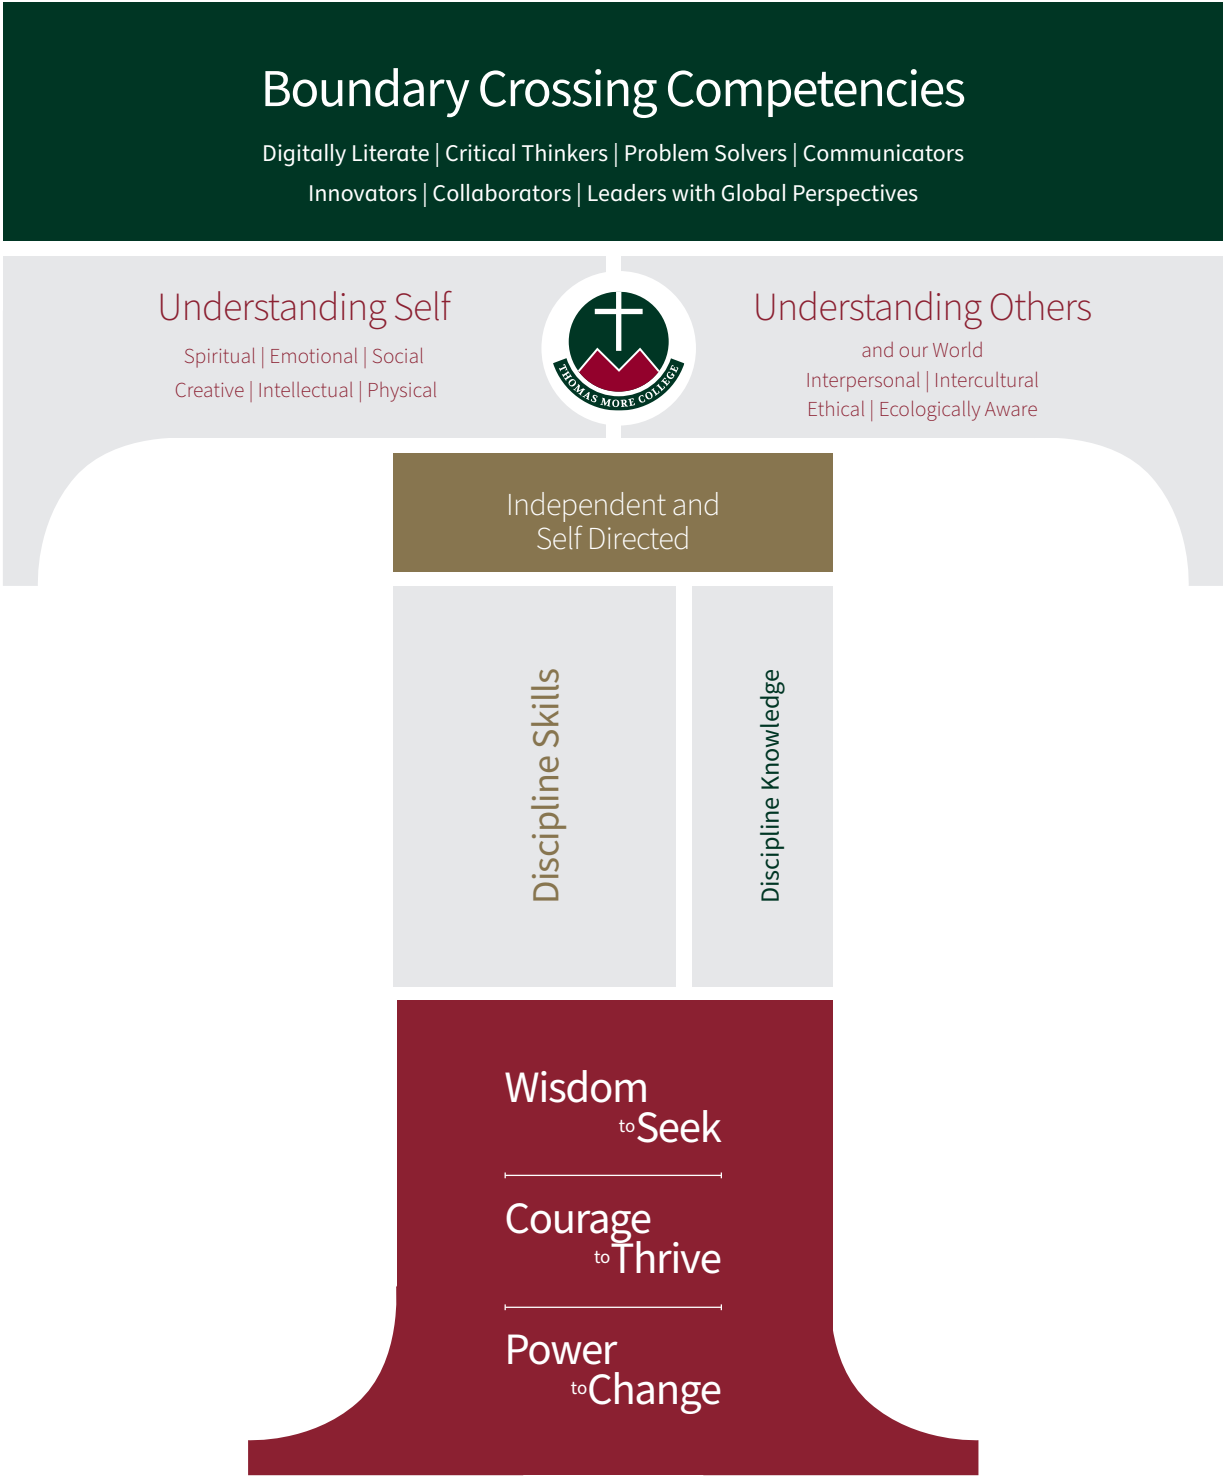 Boundary Crossing Competencies
Digitally Literate | Critical Thinkers | Problem Solvers | Communicators
Innovators | Collaborators | Leaders with Global Perspectives
Understanding Self
Spiritual | Emotional | Social
Creative | Intellectual | Physical
THOMAS MORE COLLEGE
Understanding Others
and our World
Interpersonal | Intercultural
Ethical | Ecologically Aware
Independent and
Self Directed
Discipline Skills
Discipline Knowledge
Wisdom
to Seek
Courage
to Thrive
Power
to Change